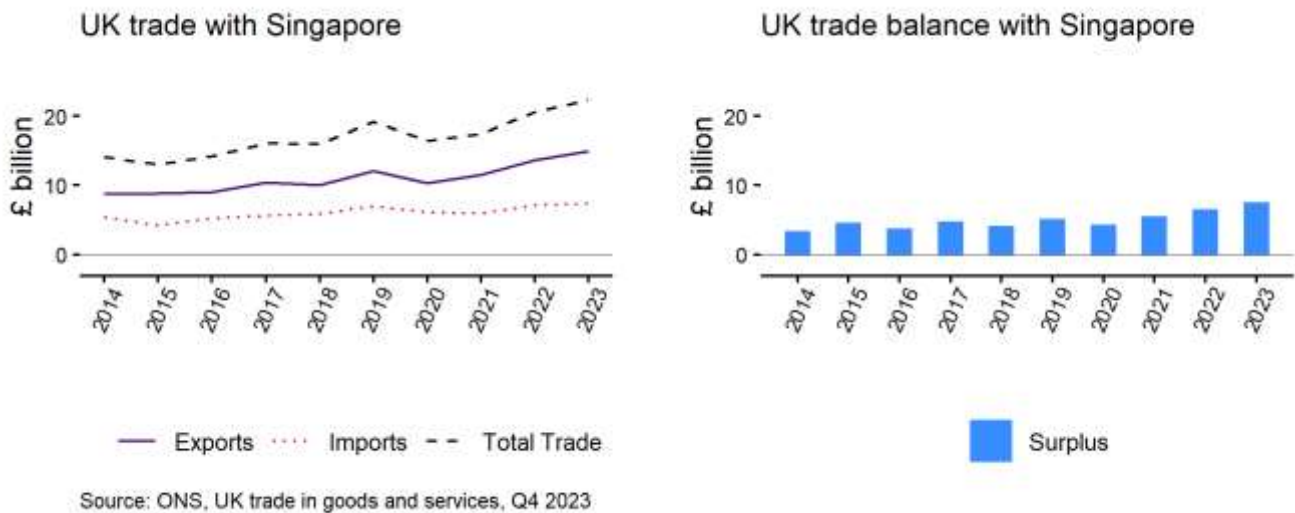 UK trade with Singapore
£ billion
20
10
0
2014
2015
2016
2017
2018
2019
2020
2021
2022
2023
Exports
Imports
Total Trade
UK trade balance with Singapore
£ billion
20
10
0
2014
2015
2016
2017
2018
2019
2020
2021
2022
2023
Surplus
Source: ONS, UK trade in goods and services, Q4 2023